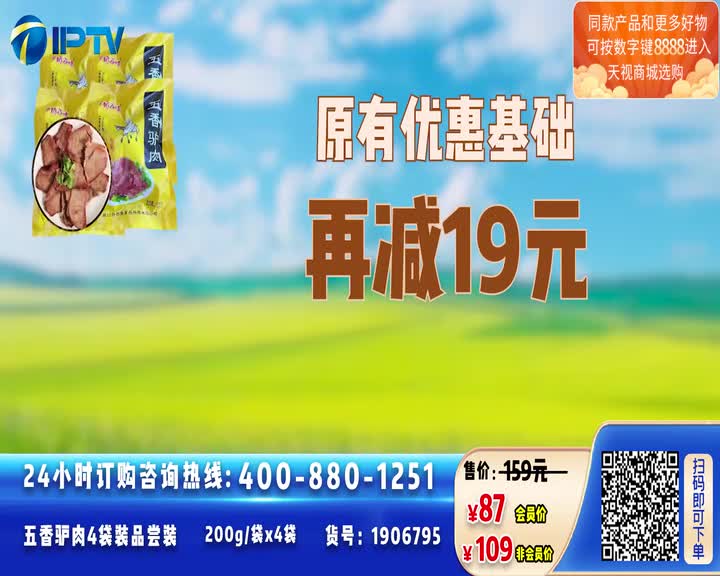 IPTV
同款产品和更多好物
可按数字键8888进入
天视商城选购
五香驴肉
原有优惠基础
再减19元
24小时订购咨询热线:400-880-1251
五香驴肉4袋装品尝装 200g/袋x4袋 货号:1906795
售价:159元
¥87 会员价
¥109 非会员价
扫码即可下单